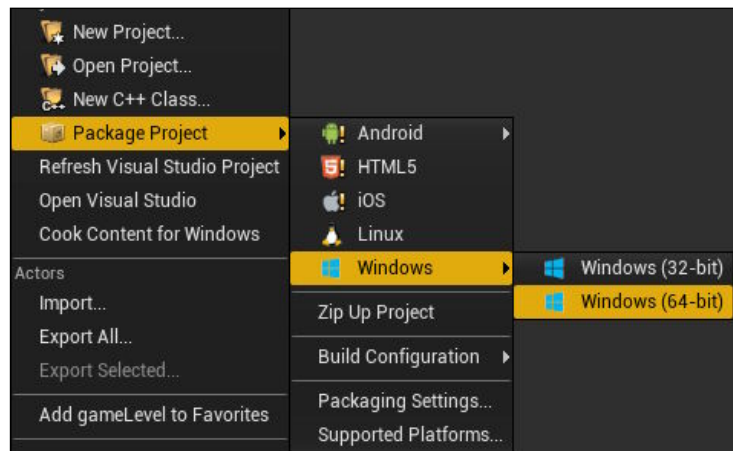 New Project...
Open Project...
C++
New C++ Class...
Package Project
Refresh Visual Studio Project
Open Visual Studio
Cook Content for Windows
Actors
Import...
Export All...
Export Selected...
Add gameLevel to Favorites
! Android
5! HTML5
! iOS
Linux
Windows
Zip Up Project
Build Configuration
Packaging Settings...
Supported Platforms...
Windows (32-bit)
Windows (64-bit)